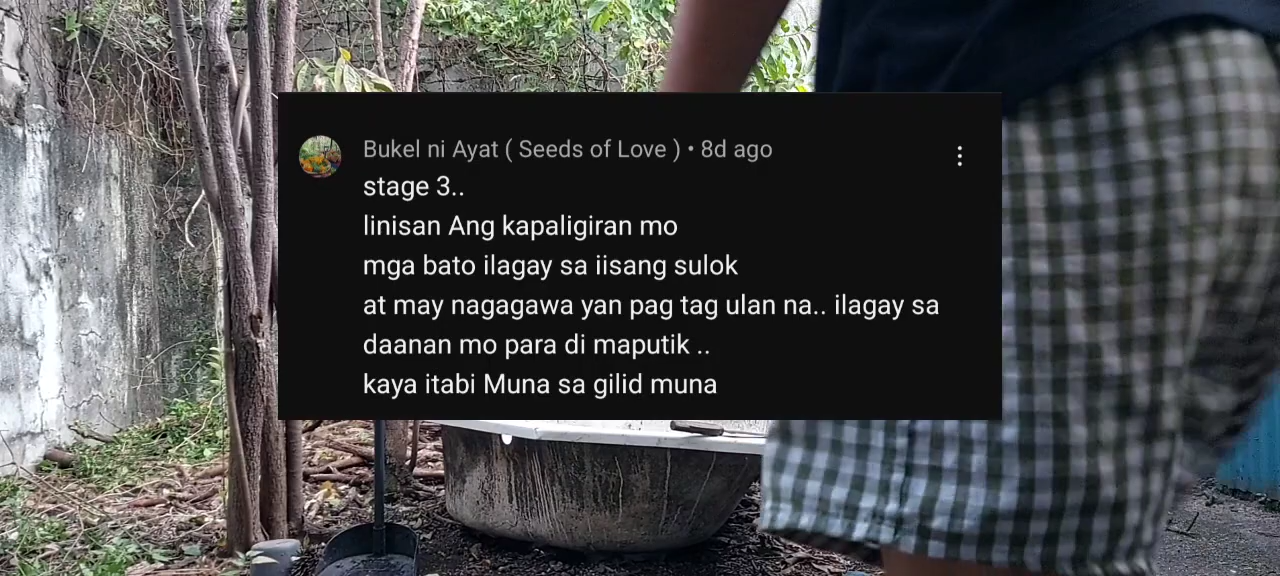 Bukel ni Ayat ( Seeds of Love ) • 8d ago
stage 3..
linisan Ang kapaligiran mo
mga bato ilagay sa iisang sulok
at may nagagawa yan pag tag ulan na.. ilagay sa
daanan mo para di maputik ..
kaya itabi Muna sa gilid muna